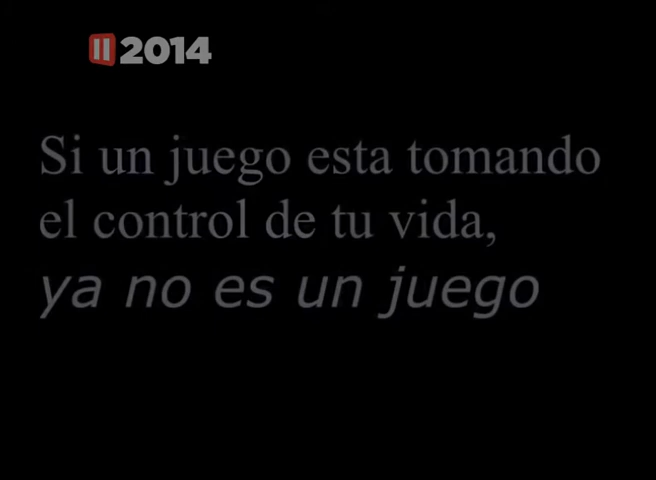 2014
Si un juego esta tomando
el control de tu vida,
ya no es un juego